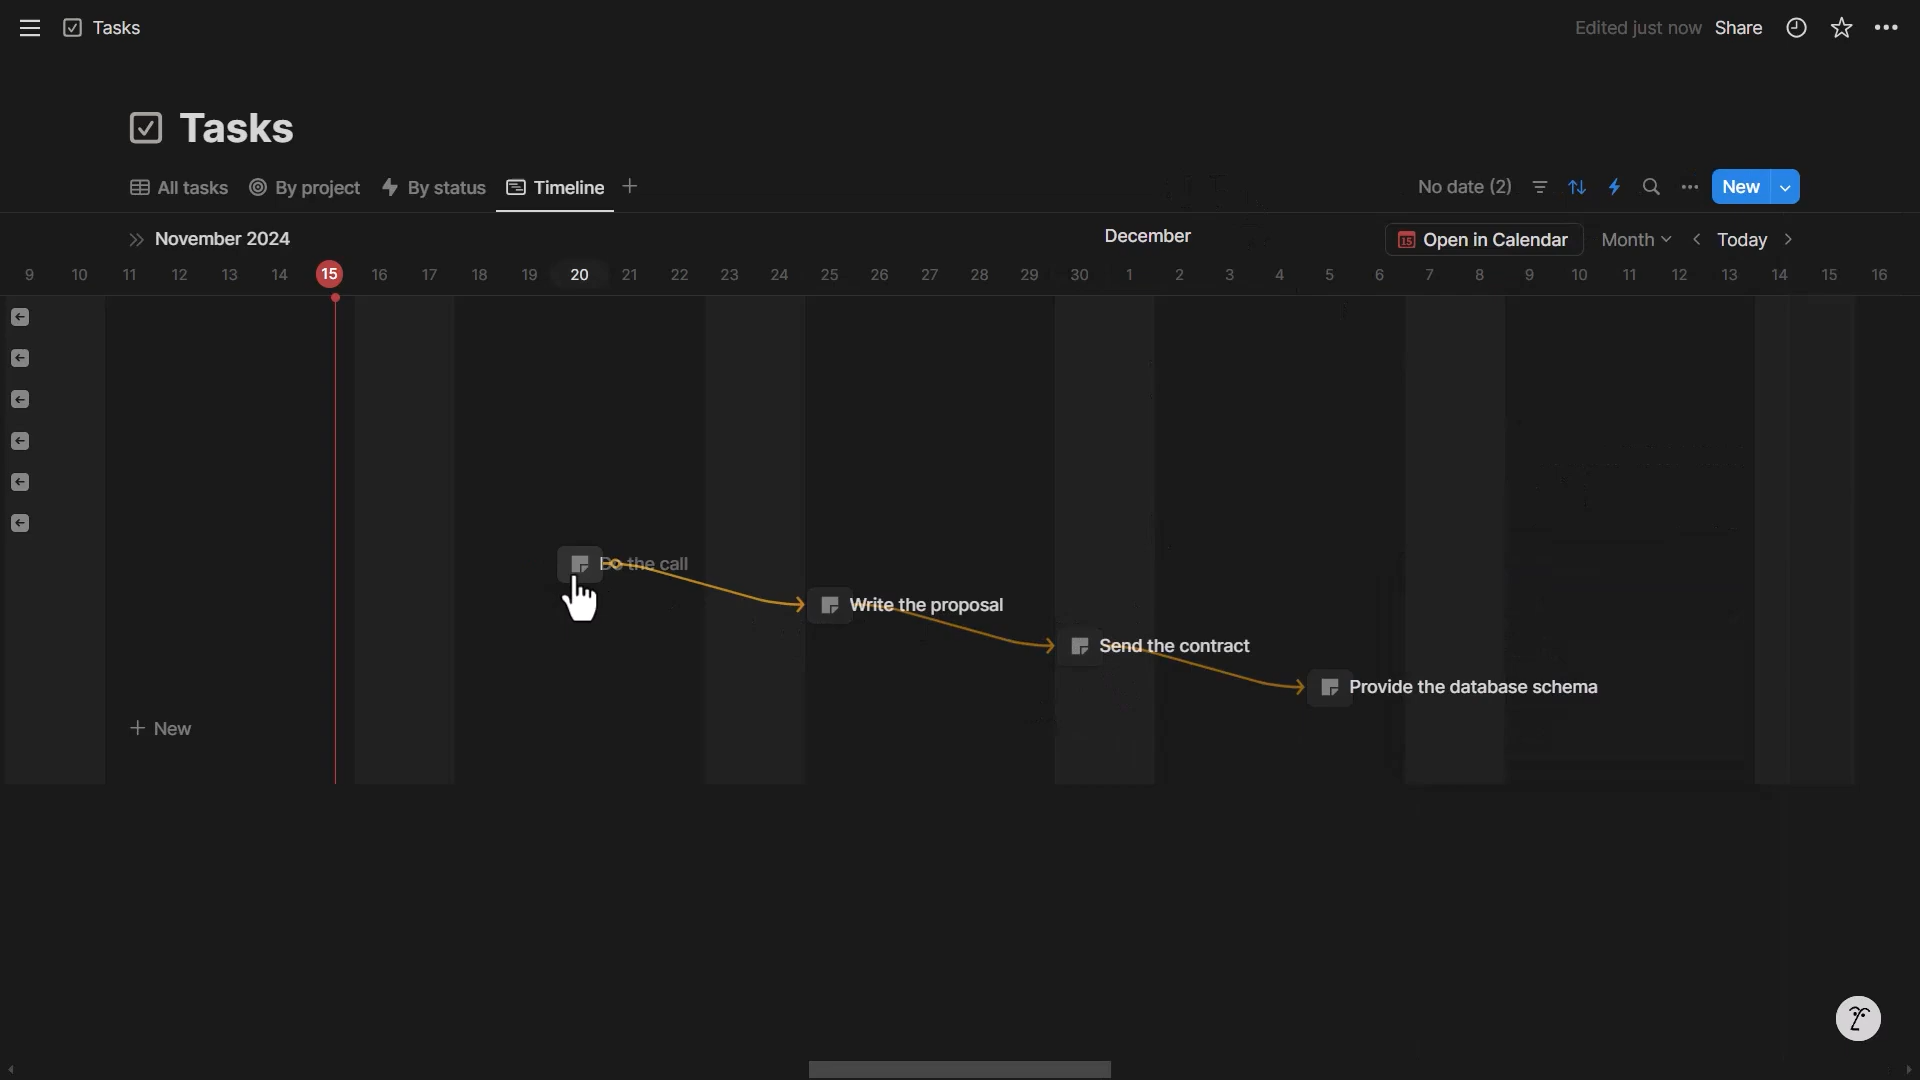 Tasks
Edited just now Share
Tasks
All tasks By project By status Timeline
No date (2) New
November 2024 December
15 Open in Calendar Month Today
9 10 11 12 13 14 15 16 17 18 19 20 21 22 23 24 25 26 27 28 29 30 1 2 3 4 5 6 7 8 9 10 11 12 13 14 15 16
Do the call
Write the proposal
Send the contract
Provide the database schema
New